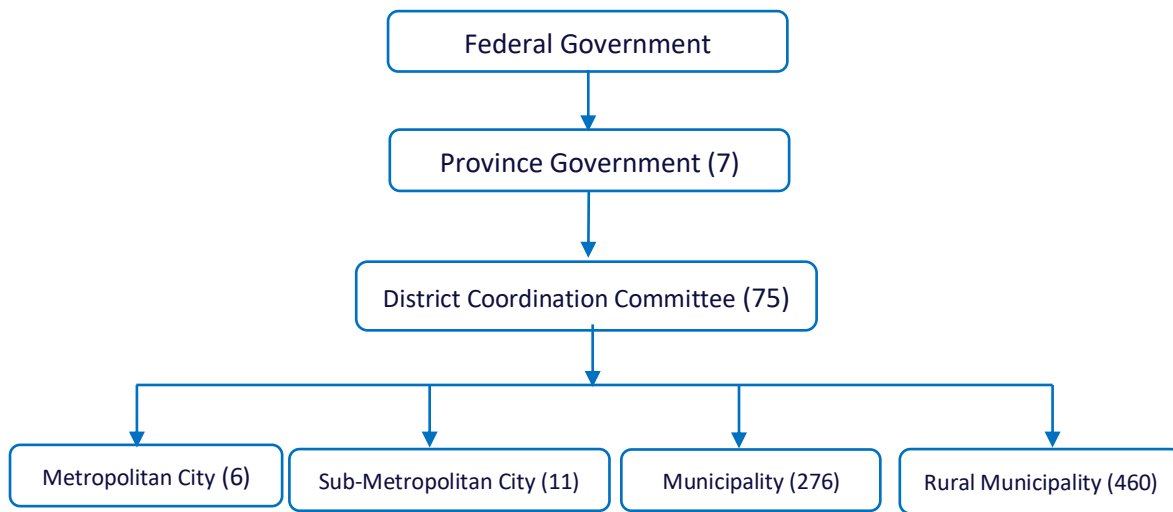 Federal Government
Province Government (7)
District Coordination Committee (75)
Metropolitan City (6)
Sub-Metropolitan City (11)
Municipality (276)
Rural Municipality (460)